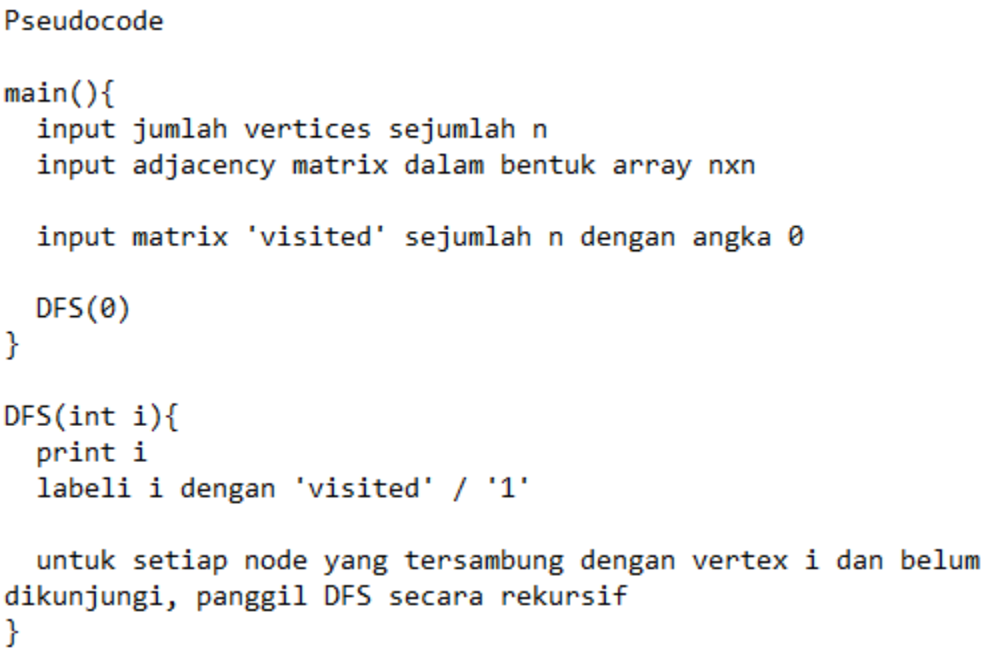 Pseudocode
main(){
input jumlah vertices sejumlah n
input adjacency matrix dalam bentuk array nxn
input matrix 'visited' sejumlah n dengan angka 0
DFS(0)
}
DFS(int i){
print i
labeli i dengan 'visited' / '1'
untuk setiap node yang tersambung dengan vertex i dan belum
dikunjungi, panggil DFS secara rekursif
}